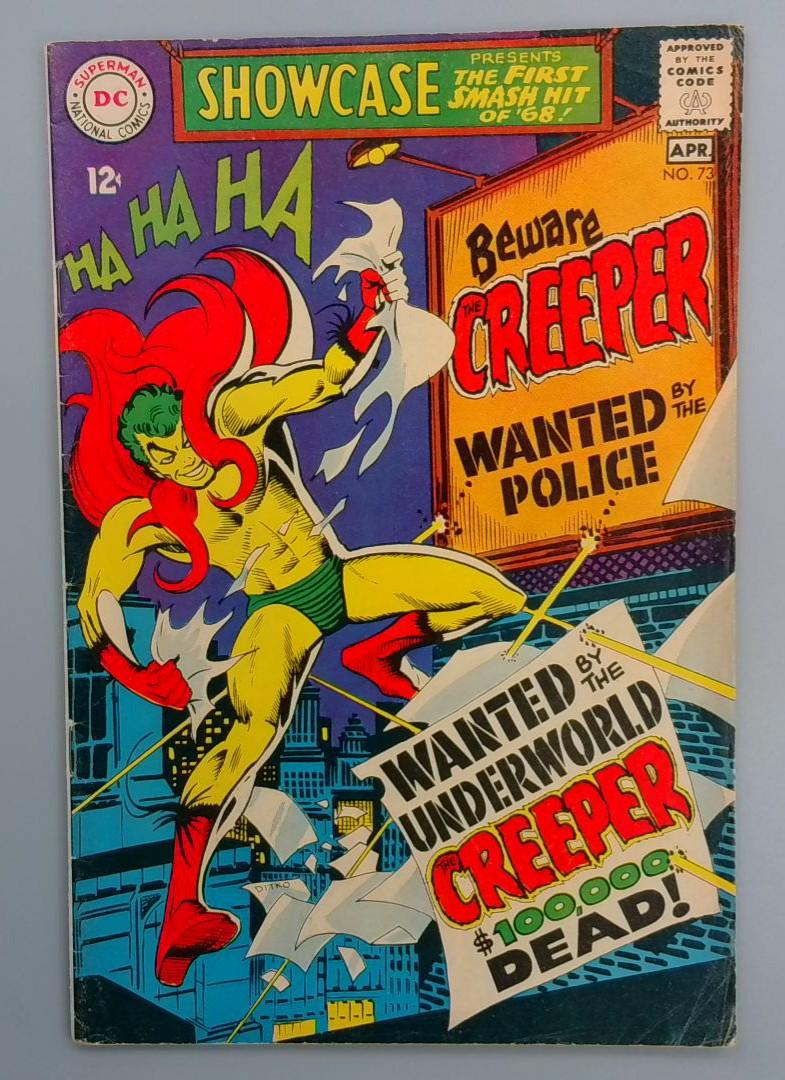 SUPERMAN
DC
NATIONAL COMICS
SHOWCASE
PRESENTS
THE FIRST
SMASH HIT
OF '68!
APPROVED
BY THE
COMICS
CODE
CA
AUTHORITY
APR.
NO. 73
12¢
HA HA HA
Beware
THE CREEPER
WANTED BY THE
POLICE
WANTED BY THE
UNDERWORLD
THE CREEPER
$100,000
DEAD!
DITKO